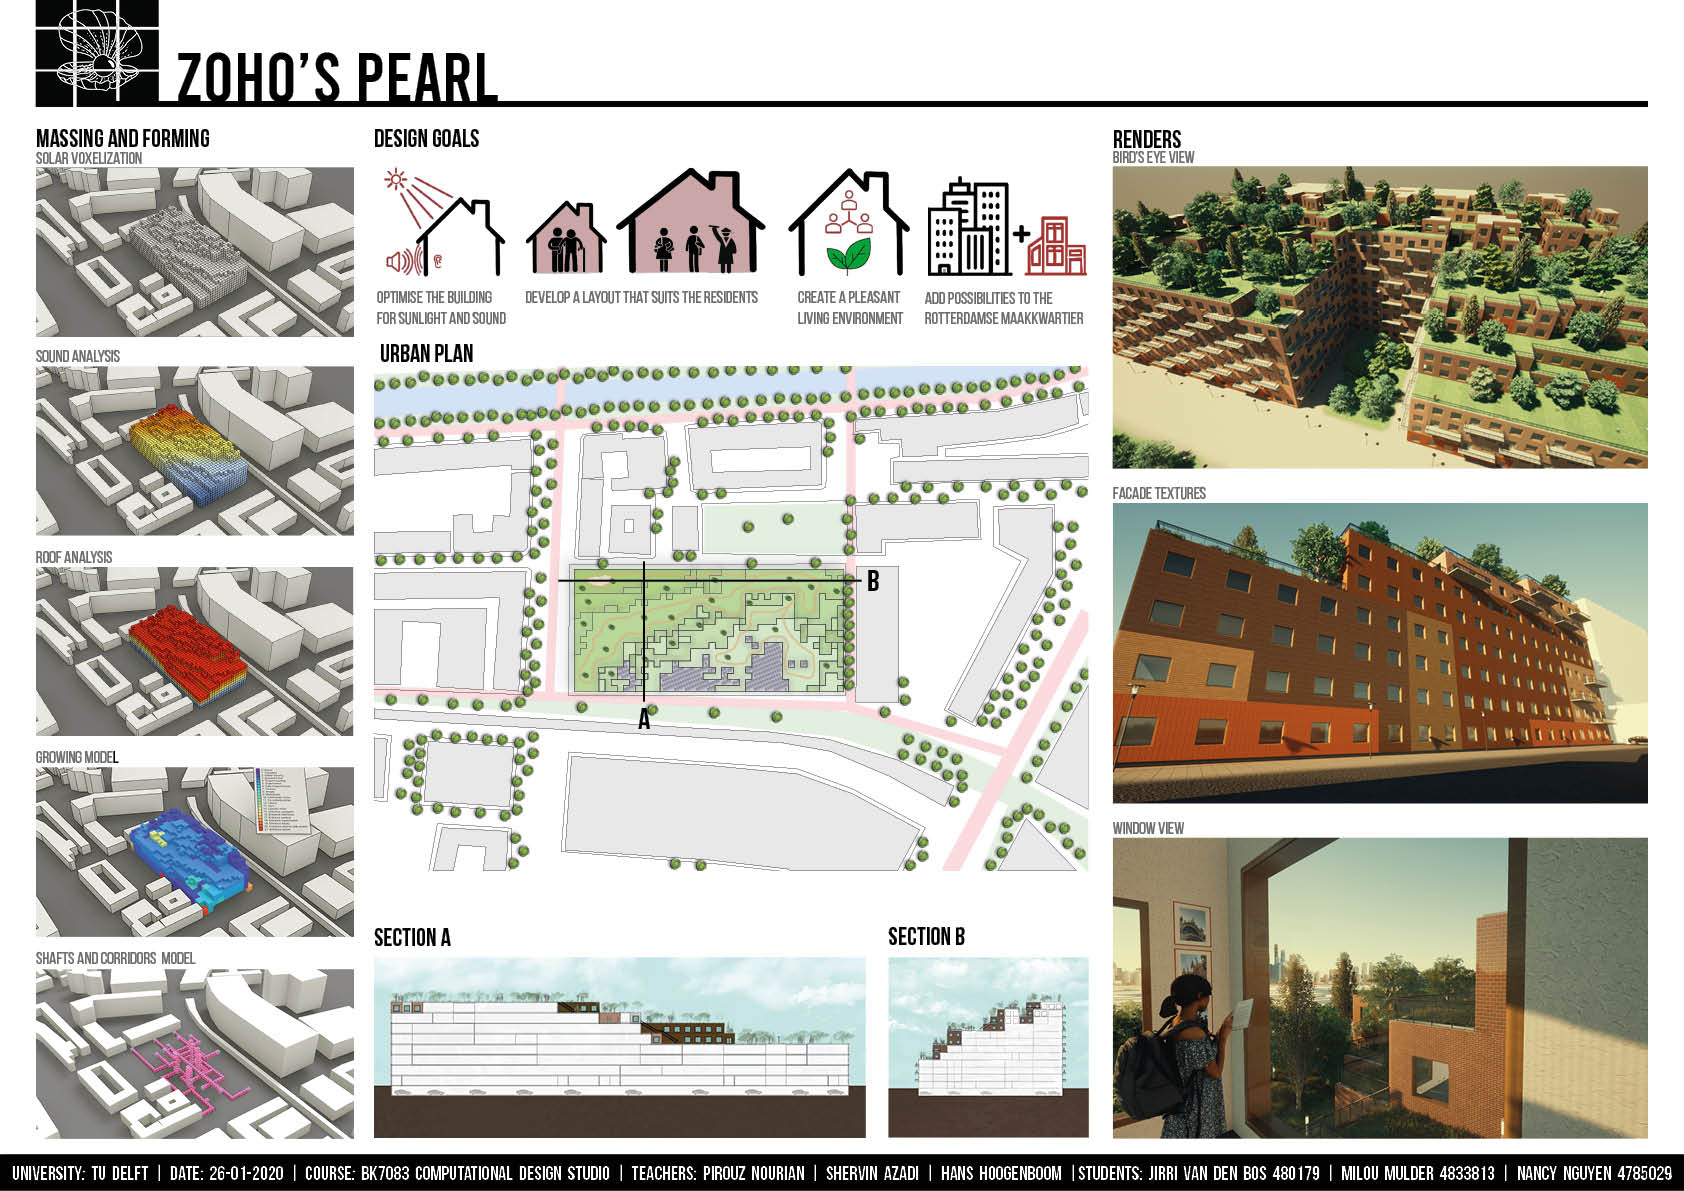 ZOHO'S PEARL
MASSING AND FORMING
SOLAR VOXELIZATION
SOUND ANALYSIS
ROOF ANALYSIS
GROWING MODEL
SHAFTS AND CORRIDORS MODEL
DESIGN GOALS
OPTIMISE THE BUILDING
FOR SUNLIGHT AND SOUND
DEVELOP A LAYOUT THAT SUITS THE RESIDENTS
CREATE A PLEASANT
LIVING ENVIRONMENT
ADD POSSIBILITIES TO THE
ROTTERDAMSE MAAKKWARTIER
URBAN PLAN
B
A
SECTION A
SECTION B
RENDERS
BIRD'S EYE VIEW
FACADE TEXTURES
WINDOW VIEW
UNIVERSITY: TU DELFT | DATE: 26-01-2020 | COURSE: BK7083 COMPUTATIONAL DESIGN STUDIO | TEACHERS: PIROUZ NOURIAN | SHERVIN AZADI | HANS HOOGENBOOM | STUDENTS: JIRRI VAN DEN BOS 480179 | MILOU MULDER 4833813 | NANCY NGUYEN 4785029